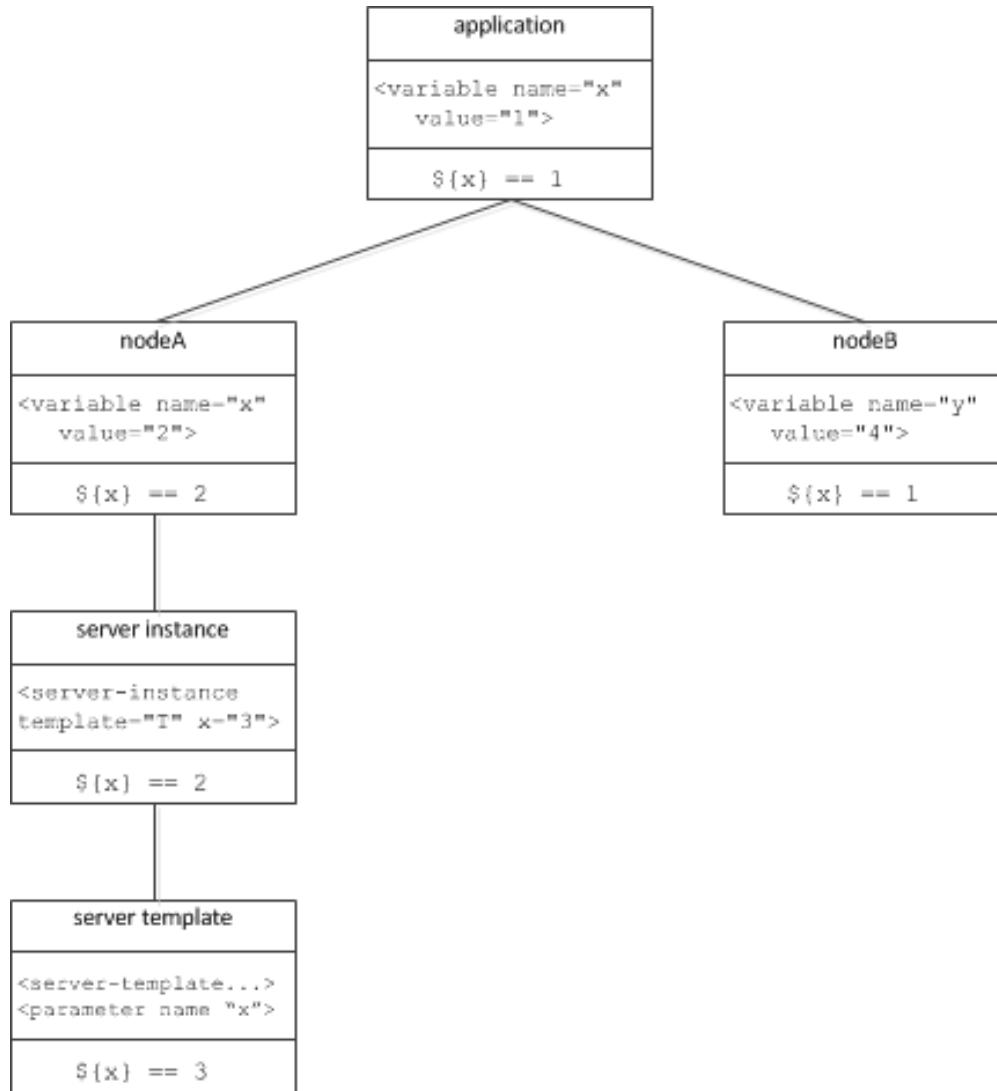 application
<variable name="x"
value="1">
${x} == 1
nodeA
<variable name="x"
value="2">
${x} == 2
nodeB
<variable name="y"
value="4">
${x} == 1
server instance
<server-instance
template="T" x="3">
${x} == 2
server template
<server-template...>
<parameter name “x”>
${x} == 3